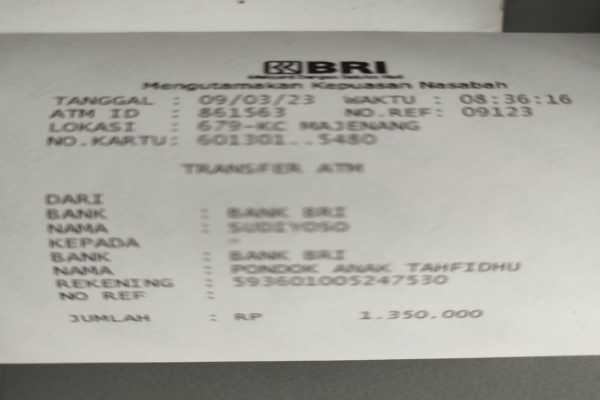 BRI
Mengutamakan Kepuasan Nasabah
TANGGAL : 09/03/23 WAKTU : 08:36:16
ATM ID : 861563 NO.REF: 09123
LOKASI : 679-KC MAJENANG
NO.KARTU: 601301..5480
TRANSFER ATM
DARI
BANK : BANK BRI
NAMA : SUDIYOSO
KEPADA -
BANK : BANK BRI
NAMA : PONDOK ANAK TAHFIDHU
REKENING : 593601005247530
NO REF :
JUMLAH : RP 1.350.000